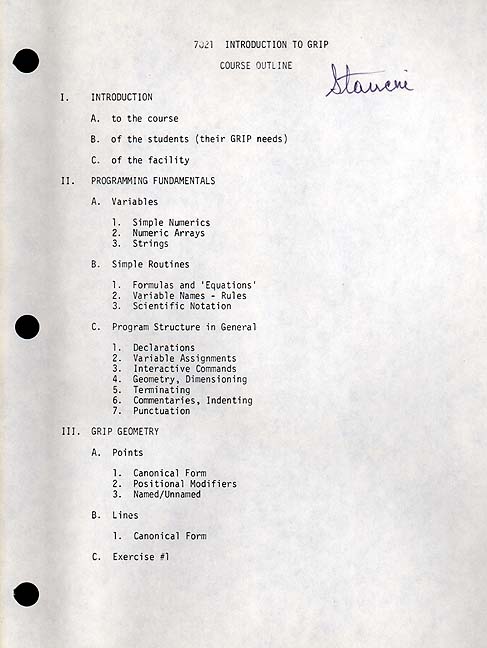 7021 INTRODUCTION TO GRIP
COURSE OUTLINE
I. INTRODUCTION
A. to the course
B. of the students (their GRIP needs)
C. of the facility
II. PROGRAMMING FUNDAMENTALS
A. Variables
1. Simple Numerics
2. Numeric Arrays
3. Strings
B. Simple Routines
1. Formulas and 'Equations'
2. Variable Names - Rules
3. Scientific Notation
C. Program Structure in General
1. Declarations
2. Variable Assignments
3. Interactive Commands
4. Geometry, Dimensioning
5. Terminating
6. Commentaries, Indenting
7. Punctuation
III. GRIP GEOMETRY
A. Points
1. Canonical Form
2. Positional Modifiers
3. Named/Unnamed
B. Lines
1. Canonical Form
C. Exercise #1